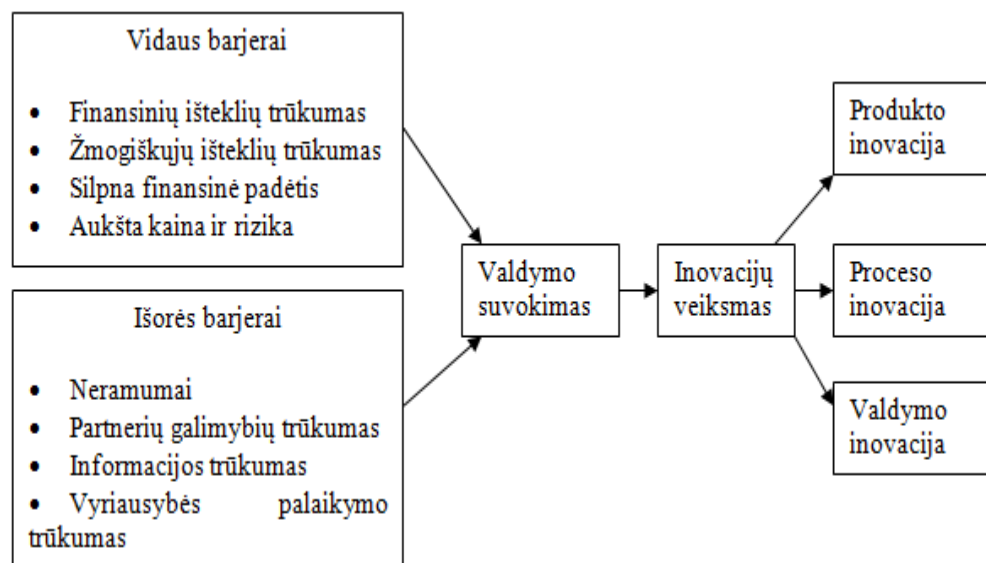 Vidaus barjerai
• Finansinių išteklių trūkumas
• Žmogiškųjų išteklių trūkumas
• Silpna finansinė padėtis
• Aukšta kaina ir rizika
Išorės barjerai
• Neramumai
• Partnerių galimybių trūkumas
• Informacijos trūkumas
• Vyriausybės palaikymo
trūkumas
Valdymo
suvokimas
Inovacijų
veiksmas
Produkto
inovacija
Proceso
inovacija
Valdymo
inovacija